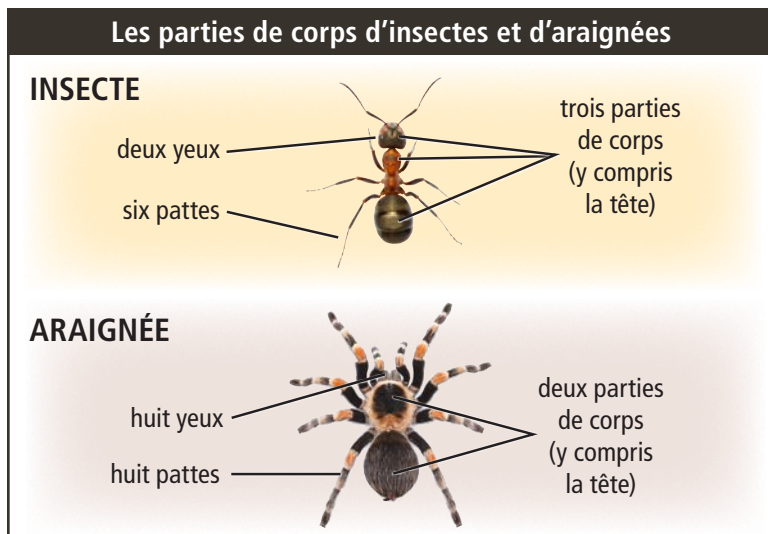 Les parties de corps d'insectes et d'araignées
INSECTE
deux yeux
six pattes
trois parties
de corps
(y compris
la tête)
ARAIGNÉE
huit yeux
huit pattes
deux parties
de corps
(y compris
la tête)